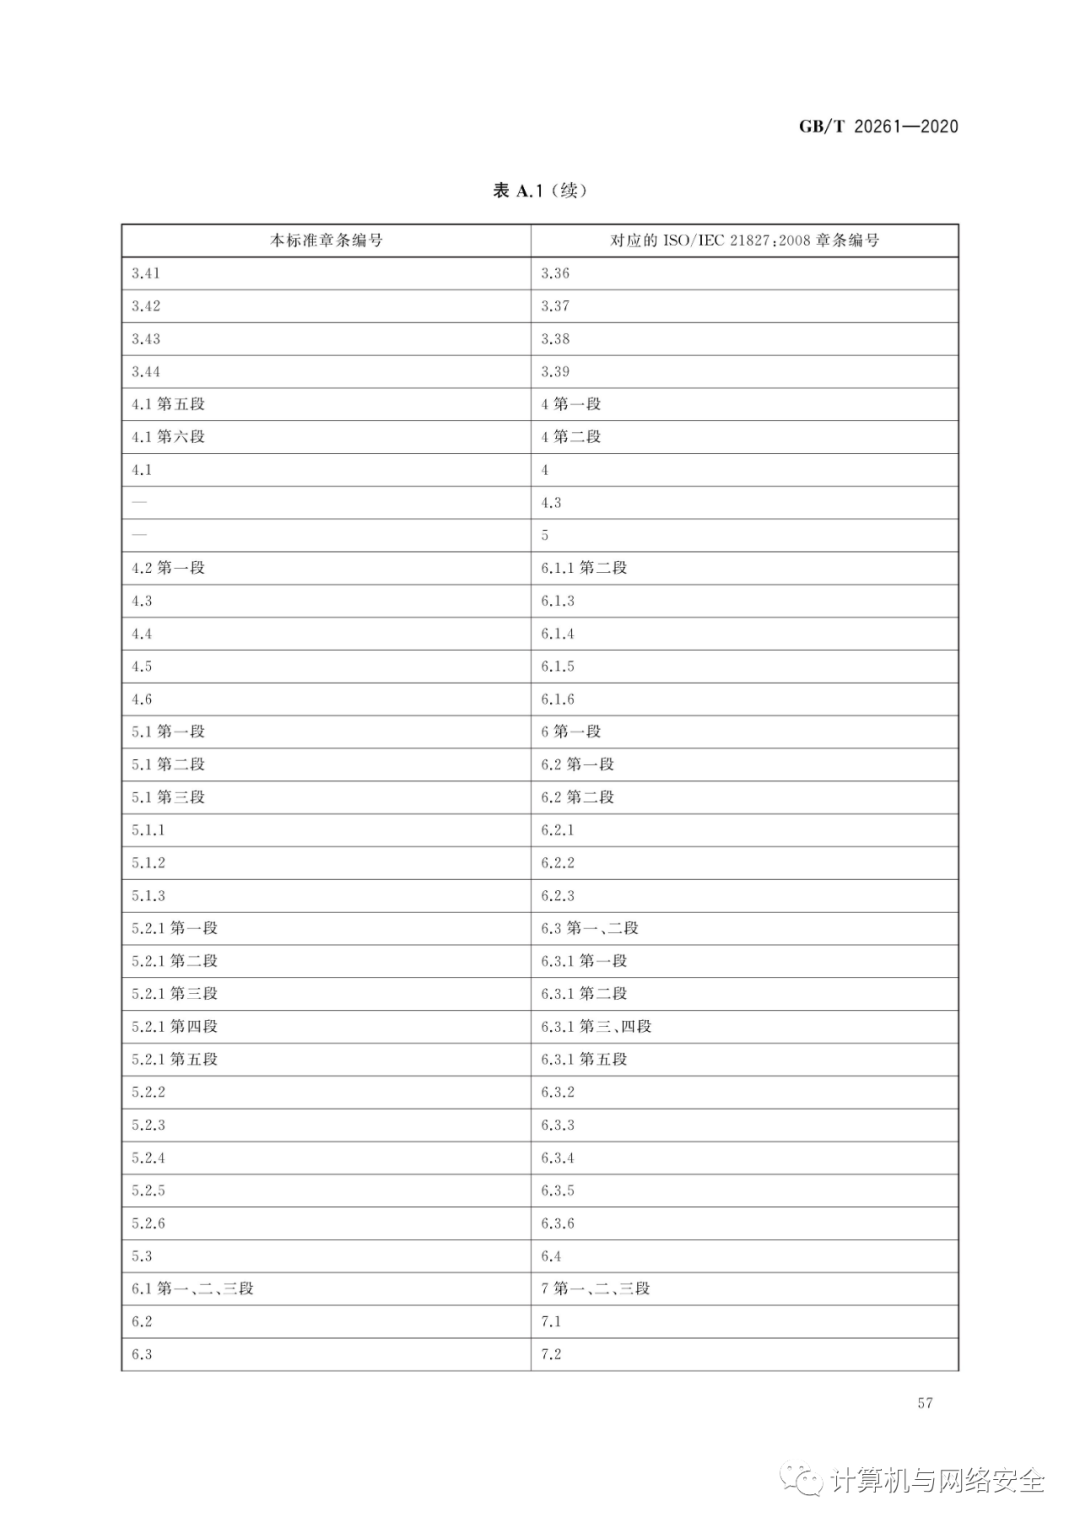 GB/T 20261—2020
表 A.1（续）
本标准章条编号 对应的 ISO/IEC 21827:2008 章条编号
3.41 3.36
3.42 3.37
3.43 3.38
3.44 3.39
4.1 第五段 4 第一段
4.1 第六段 4 第二段
4.1 4
— 4.3
— 5
4.2 第一段 6.1.1 第二段
4.3 6.1.3
4.4 6.1.4
4.5 6.1.5
4.6 6.1.6
5.1 第一段 6 第一段
5.1 第二段 6.2 第一段
5.1 第三段 6.2 第二段
5.1.1 6.2.1
5.1.2 6.2.2
5.1.3 6.2.3
5.2.1 第一段 6.3 第一、二段
5.2.1 第二段 6.3.1 第一段
5.2.1 第三段 6.3.1 第二段
5.2.1 第四段 6.3.1 第三、四段
5.2.1 第五段 6.3.1 第五段
5.2.2 6.3.2
5.2.3 6.3.3
5.2.4 6.3.4
5.2.5 6.3.5
5.2.6 6.3.6
5.3 6.4
6.1 第一、二、三段 7 第一、二、三段
6.2 7.1
6.3 7.2
57
计算机与网络安全